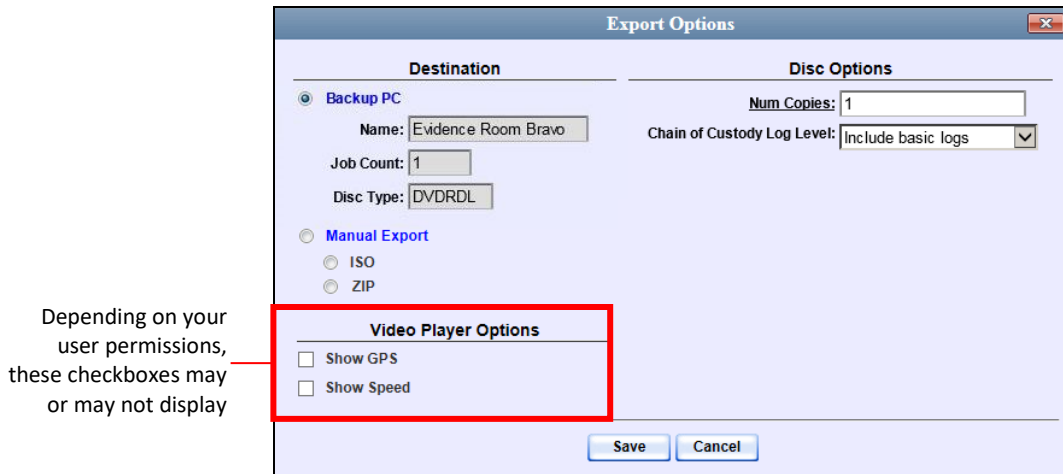 Export Options
Destination
Backup PC
Name: Evidence Room Bravo
Job Count: 1
Disc Type: DVDRDL
Manual Export
ISO
ZIP
Disc Options
Num Copies: 1
Chain of Custody Log Level: Include basic logs
Video Player Options
Show GPS
Show Speed
Depending on your
user permissions,
these checkboxes may
or may not display
Save Cancel